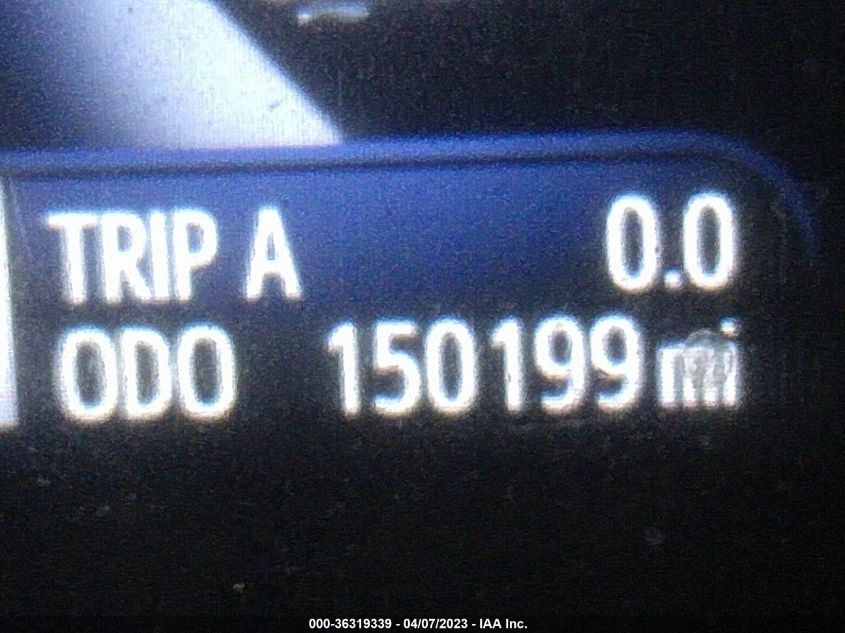 TRIP A 0.0
ODO 150199 mi
000-36319339 - 04/07/2023 - IAA Inc.